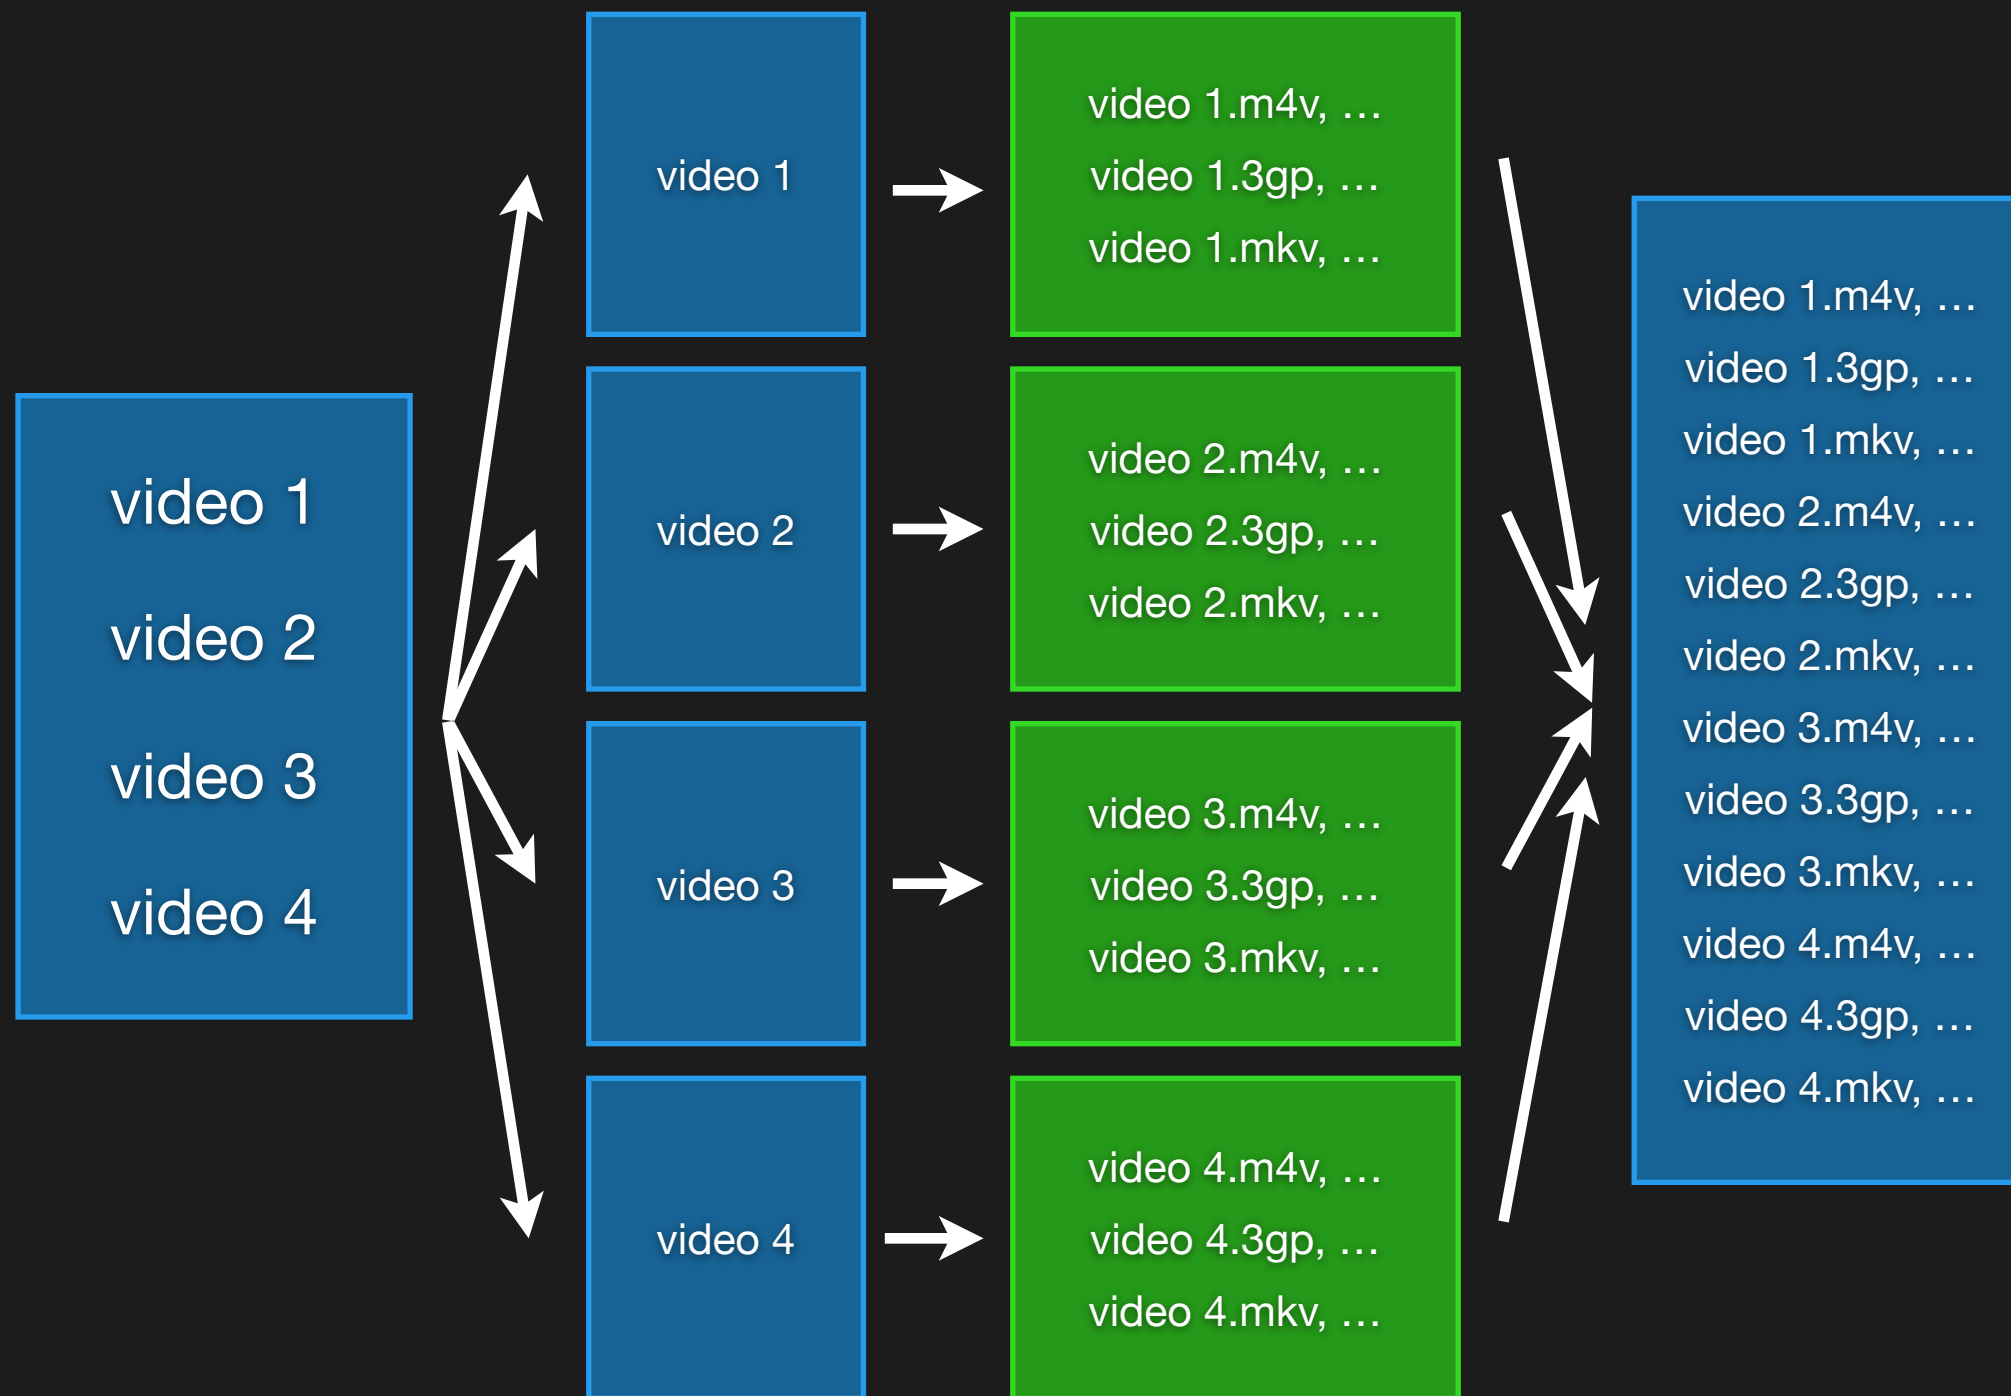 video 1
video 2
video 3
video 4
video 1
video 2
video 3
video 4
video 1.m4v, …
video 1.3gp, …
video 1.mkv, …
video 2.m4v, …
video 2.3gp, …
video 2.mkv, …
video 3.m4v, …
video 3.3gp, …
video 3.mkv, …
video 4.m4v, …
video 4.3gp, …
video 4.mkv, …
video 1.m4v, …
video 1.3gp, …
video 1.mkv, …
video 2.m4v, …
video 2.3gp, …
video 2.mkv, …
video 3.m4v, …
video 3.3gp, …
video 3.mkv, …
video 4.m4v, …
video 4.3gp, …
video 4.mkv, …